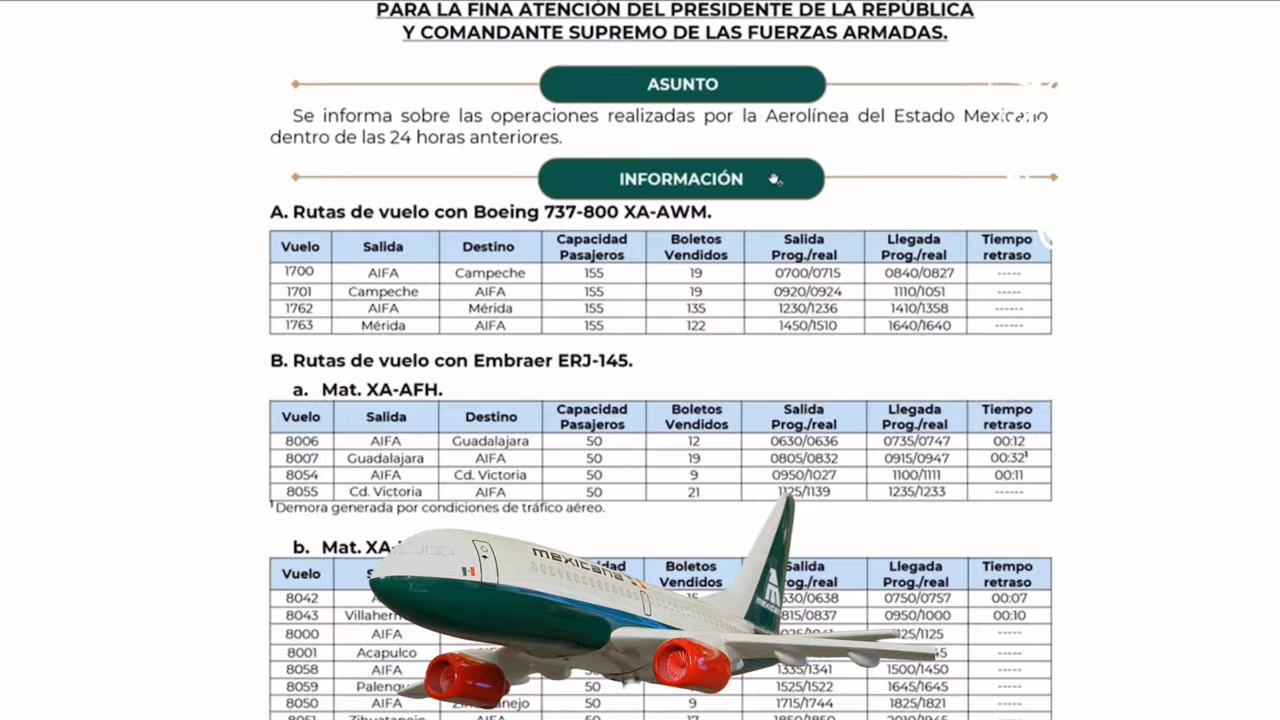 PARA LA FINA ATENCIÓN DEL PRESIDENTE DE LA REPÚBLICA
Y COMANDANTE SUPREMO DE LAS FUERZAS ARMADAS.
ASUNTO
Se informa sobre las operaciones realizadas por la Aerolínea del Estado Mexicano
dentro de las 24 horas anteriores.
INFORMACIÓN
A. Rutas de vuelo con Boeing 737-800 XA-AWM.
Vuelo Salida Destino Capacidad Pasajeros Boletos Vendidos Salida Prog./real Llegada Prog./real Tiempo retraso
1700 AIFA Campeche 155 19 0700/0715 0840/0827 -----
1701 Campeche AIFA 155 19 0920/0924 1110/1051 -----
1762 AIFA Mérida 155 135 1230/1236 1410/1358 ------
1763 Mérida AIFA 155 122 1450/1510 1640/1640 ------
B. Rutas de vuelo con Embraer ERJ-145.
a. Mat. XA-AFH.
Vuelo Salida Destino Capacidad Pasajeros Boletos Vendidos Salida Prog./real Llegada Prog./real Tiempo retraso
8006 AIFA Guadalajara 50 12 0630/0636 0735/0747 00:12
8007 Guadalajara AIFA 50 19 0805/0832 0915/0947 00:32¹
8054 AIFA Cd. Victoria 50 9 0950/1027 1100/1111 00:11
8055 Cd. Victoria AIFA 50 21 1125/1139 1235/1233 ------
¹ Demora generada por condiciones de tráfico aéreo.
b. Mat.
Vuelo Boletos Vendidos Salida Prog./real Llegada Prog./real Tiempo retraso
mexicana
8042 0750/0757 00:07
8043 0950/1000 00:10
8000 AIFA -----
8001 Acapulco -----
8058 AIFA 1335/1341 1500/1450 -----
8059 50 1525/1522 1645/1645 -----
8050 AIFA 50 9 1715/1744 1825/1821 -----